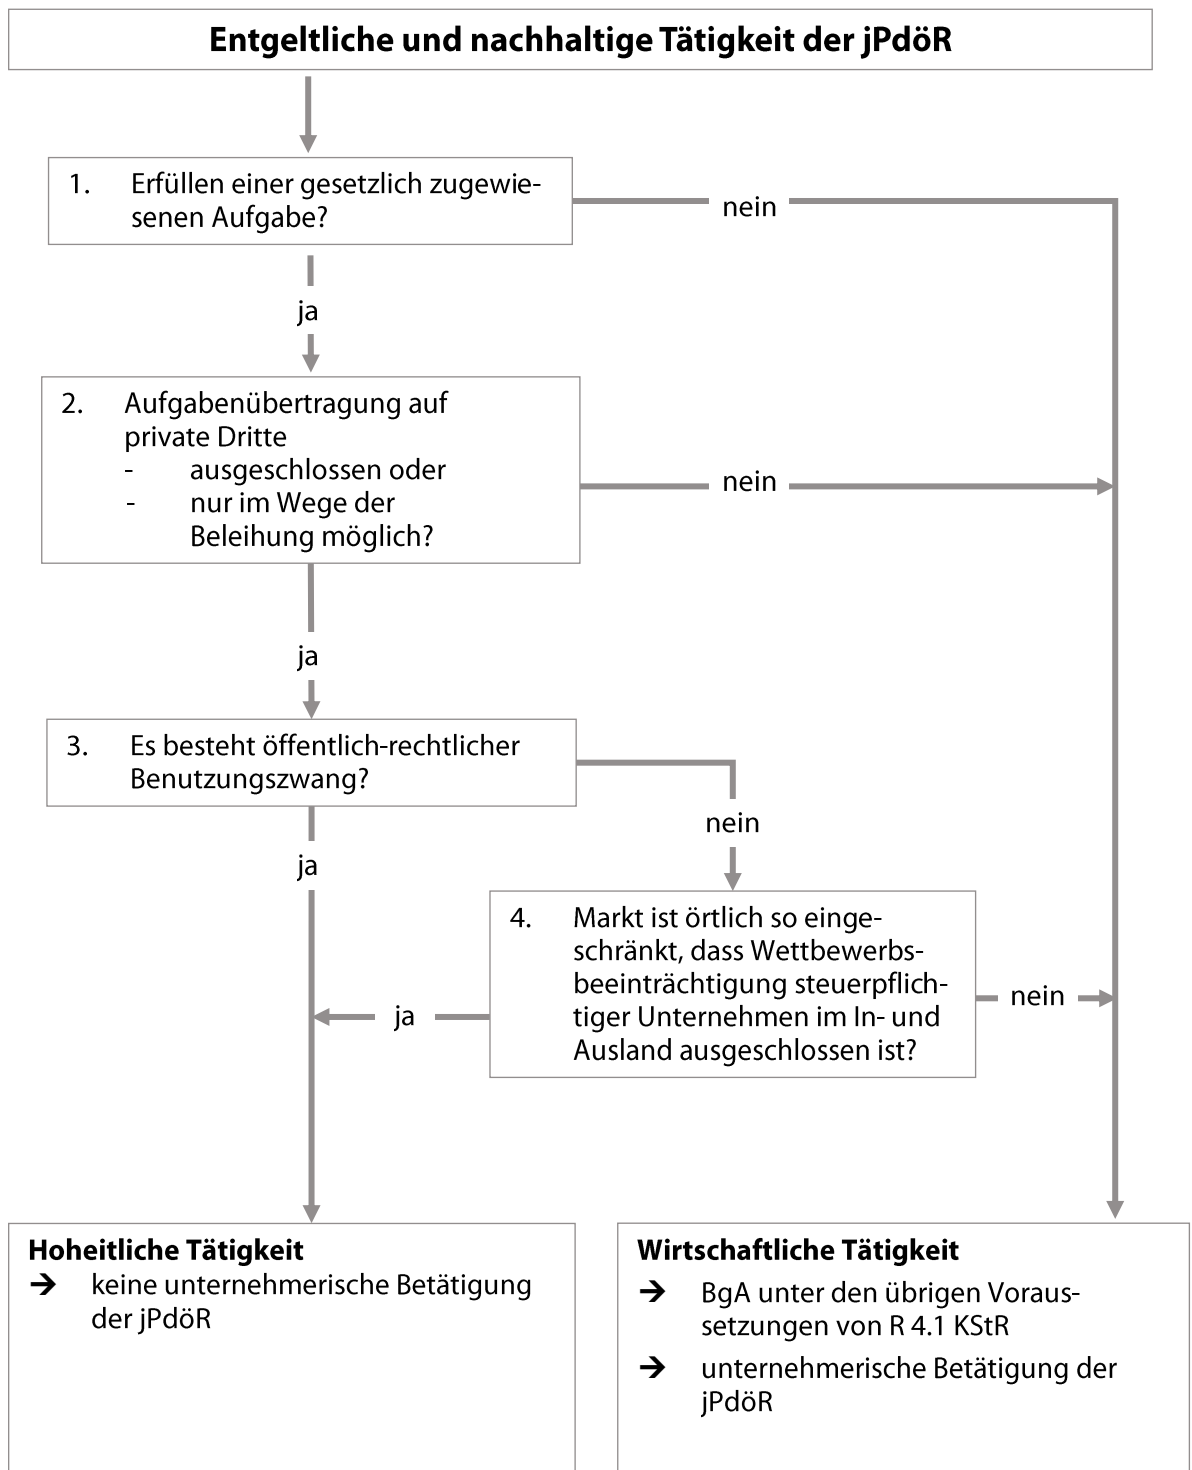 Entgeltliche und nachhaltige Tätigkeit der jPdöR
1. Erfüllen einer gesetzlich zugewie-
senen Aufgabe?
nein
ja
2. Aufgabenübertragung auf
private Dritte
- ausgeschlossen oder
- nur im Wege der
Beleihung möglich?
nein
ja
3. Es besteht öffentlich-rechtlicher
Benutzungszwang?
nein
ja
4. Markt ist örtlich so einge-
schränkt, dass Wettbewerbs-
beeinträchtigung steuerpflich-
tiger Unternehmen im In- und
Ausland ausgeschlossen ist?
nein
ja
Hoheitliche Tätigkeit
➔ keine unternehmerische Betätigung
der jPdöR
Wirtschaftliche Tätigkeit
➔ BgA unter den übrigen Voraus-
setzungen von R 4.1 KStR
➔ unternehmerische Betätigung der
jPdöR